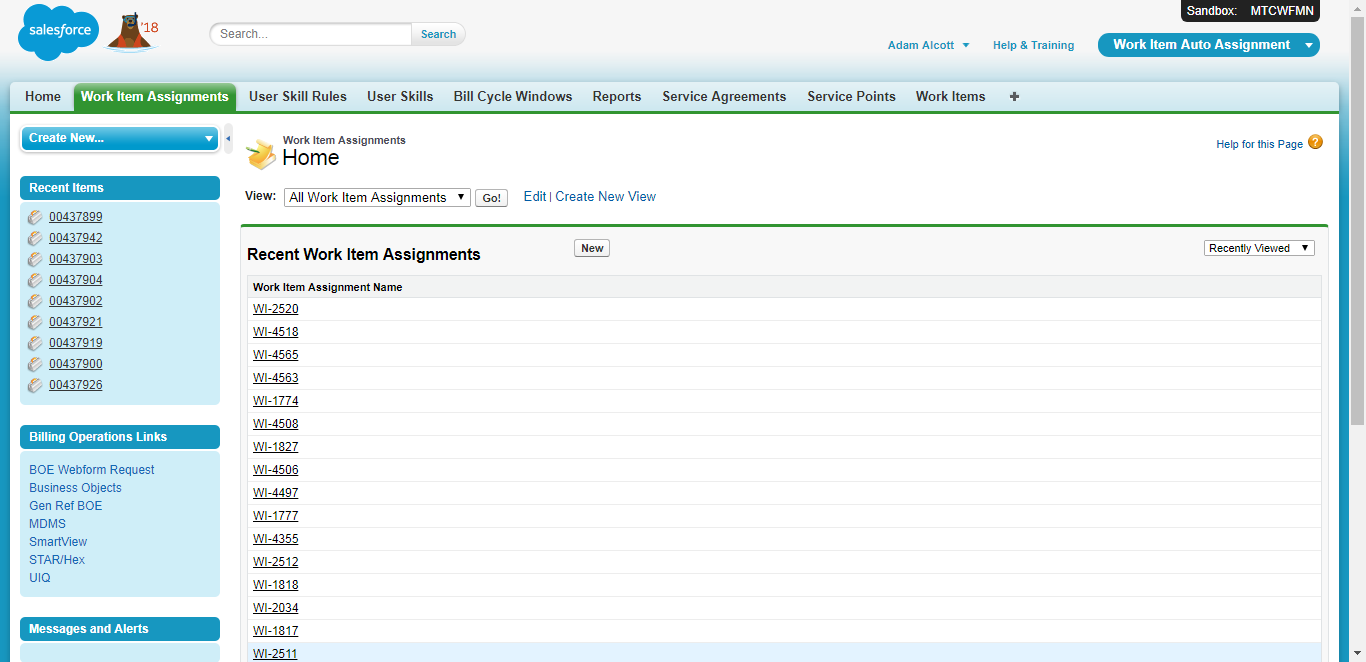 Sandbox: MTCWFMN
salesforce
'18
Search...
Search
Adam Alcott
Help & Training
Work Item Auto Assignment
Home
Work Item Assignments
User Skill Rules
User Skills
Bill Cycle Windows
Reports
Service Agreements
Service Points
Work Items
Create New...
Recent Items
00437899
00437942
00437903
00437904
00437902
00437921
00437919
00437900
00437926
Billing Operations Links
BOE Webform Request
Business Objects
Gen Ref BOE
MDMS
SmartView
STAR/Hex
UIQ
Messages and Alerts
Work Item Assignments
Home
Help for this Page ?
View: All Work Item Assignments Go! Edit | Create New View
Recent Work Item Assignments
New
Recently Viewed
Work Item Assignment Name
WI-2520
WI-4518
WI-4565
WI-4563
WI-1774
WI-4508
WI-1827
WI-4506
WI-4497
WI-1777
WI-4355
WI-2512
WI-1818
WI-2034
WI-1817
WI-2511